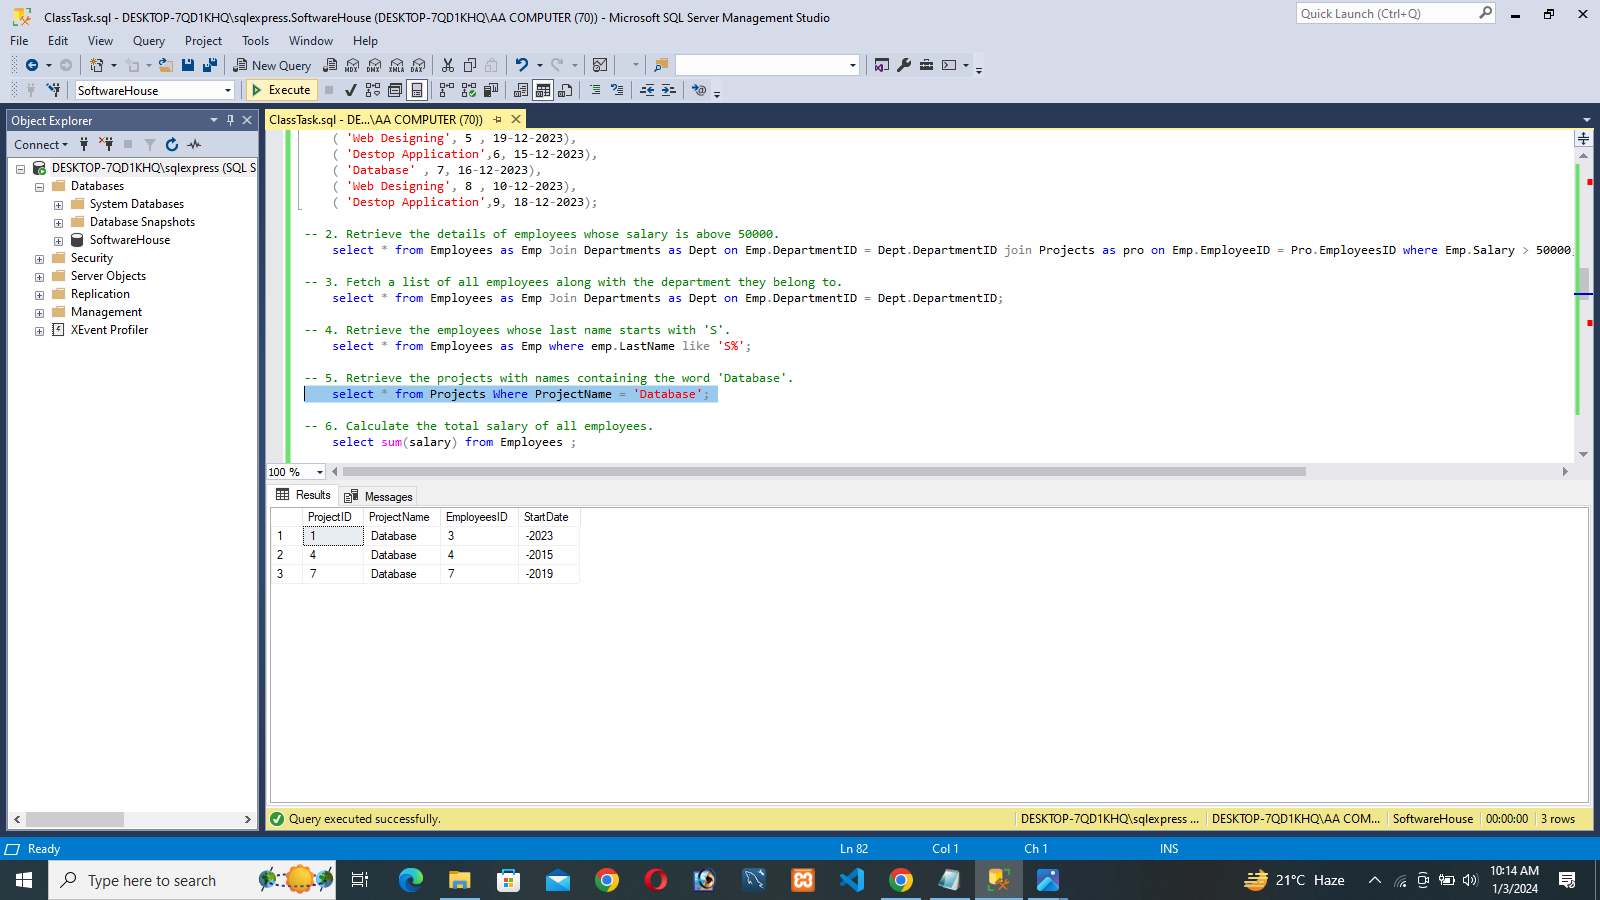 ClassTask.sql - DESKTOP-7QD1KHQ\sqlexpress.SoftwareHouse (DESKTOP-7QD1KHQ\AA COMPUTER (70)) - Microsoft SQL Server Management Studio
Quick Launch (Ctrl+Q)
File Edit View Query Project Tools Window Help
New Query
MDX DMX XMLA DAX
SoftwareHouse
Execute
Object Explorer
ClassTask.sql - DE...\AA COMPUTER (70))
Connect
DESKTOP-7QD1KHQ\sqlexpress (SQL S
Databases
System Databases
Database Snapshots
SoftwareHouse
Security
Server Objects
Replication
Management
XEvent Profiler
( 'Web Designing', 5 , 19-12-2023),
( 'Destop Application',6, 15-12-2023),
( 'Database' , 7, 16-12-2023),
( 'Web Designing', 8 , 10-12-2023),
( 'Destop Application',9, 18-12-2023);
-- 2. Retrieve the details of employees whose salary is above 50000.
select * from Employees as Emp Join Departments as Dept on Emp.DepartmentID = Dept.DepartmentID join Projects as pro on Emp.EmployeeID = Pro.EmployeesID where Emp.Salary > 50000;
-- 3. Fetch a list of all employees along with the department they belong to.
select * from Employees as Emp Join Departments as Dept on Emp.DepartmentID = Dept.DepartmentID;
-- 4. Retrieve the employees whose last name starts with 'S'.
select * from Employees as Emp where emp.LastName like 'S%';
-- 5. Retrieve the projects with names containing the word 'Database'.
select * from Projects Where ProjectName = 'Database';
-- 6. Calculate the total salary of all employees.
select sum(salary) from Employees ;
100 %
Results Messages
ProjectID ProjectName EmployeesID StartDate
1 1 Database 3 -2023
2 4 Database 4 -2015
3 7 Database 7 -2019
Query executed successfully.
DESKTOP-7QD1KHQ\sqlexpress ... DESKTOP-7QD1KHQ\AA COM... SoftwareHouse 00:00:00 3 rows
Ready Ln 82 Col 1 Ch 1 INS
Type here to search
21°C Haze
10:14 AM
1/3/2024